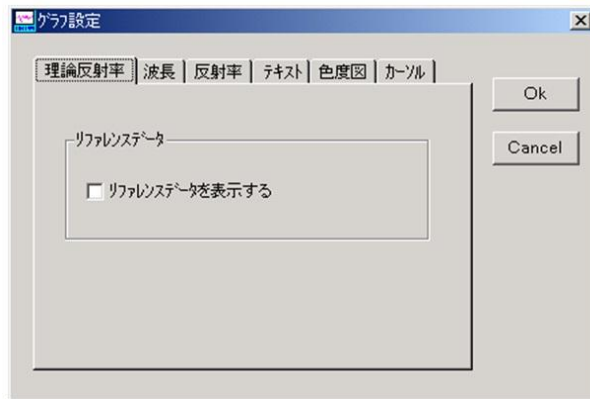 ｸﾞﾗﾌ設定
理論反射率 波長 反射率 ﾃｷｽﾄ 色度図 ｶｰｿﾙ
Ok
ﾘﾌｧﾚﾝｽﾃﾞｰﾀ
Cancel
ﾘﾌｧﾚﾝｽﾃﾞｰﾀを表示する